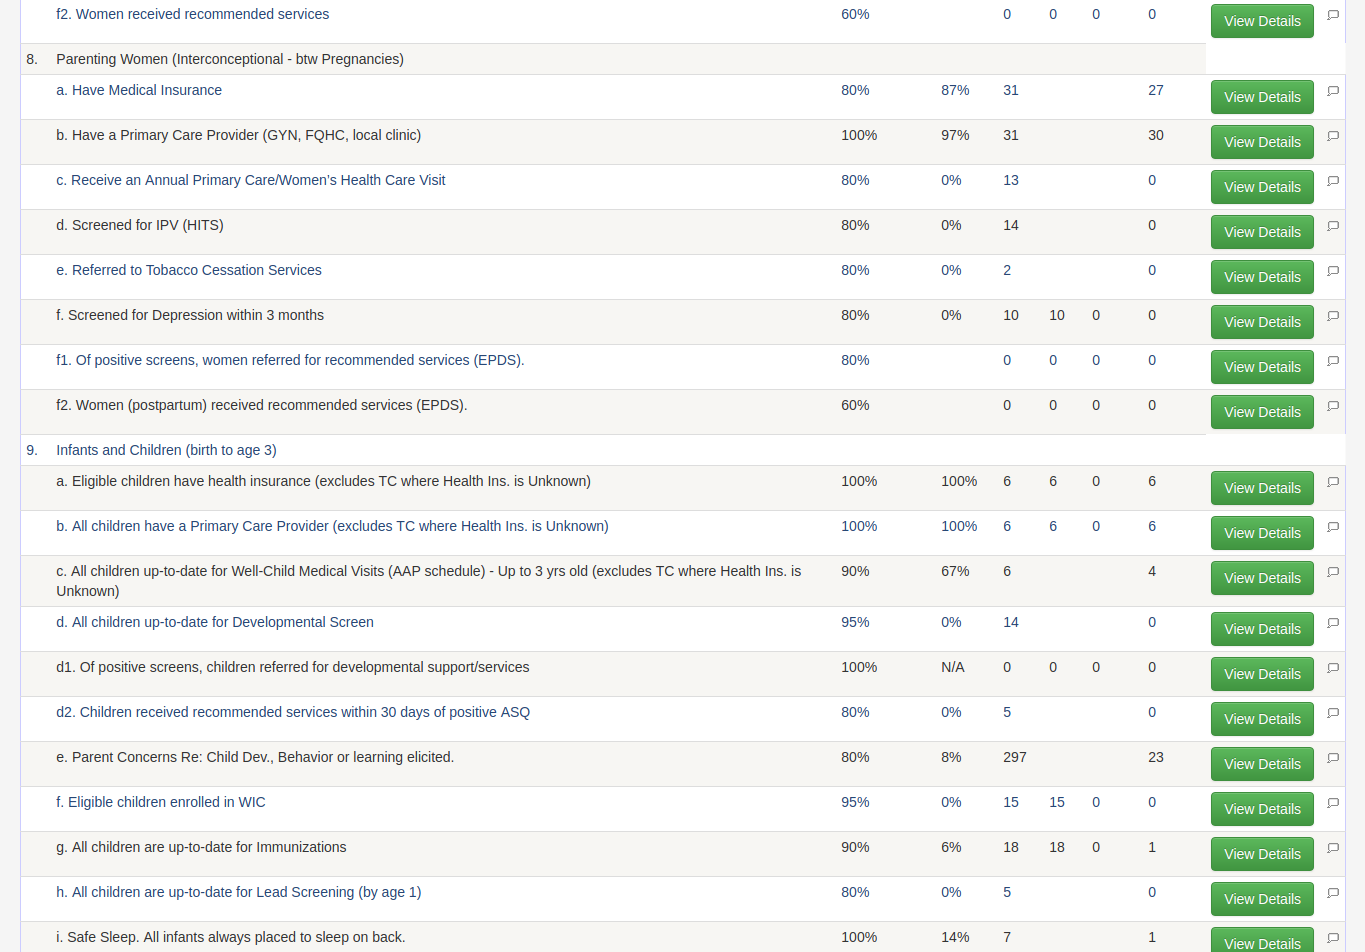 f2. Women received recommended services 60% 0 0 0 0 View Details
8. Parenting Women (Interconceptional - btw Pregnancies)
a. Have Medical Insurance 80% 87% 31 27 View Details
b. Have a Primary Care Provider (GYN, FQHC, local clinic) 100% 97% 31 30 View Details
c. Receive an Annual Primary Care/Women's Health Care Visit 80% 0% 13 0 View Details
d. Screened for IPV (HITS) 80% 0% 14 0 View Details
e. Referred to Tobacco Cessation Services 80% 0% 2 0 View Details
f. Screened for Depression within 3 months 80% 0% 10 10 0 0 View Details
f1. Of positive screens, women referred for recommended services (EPDS). 80% 0 0 0 0 View Details
f2. Women (postpartum) received recommended services (EPDS). 60% 0 0 0 0 View Details
9. Infants and Children (birth to age 3)
a. Eligible children have health insurance (excludes TC where Health Ins. is Unknown) 100% 100% 6 6 0 6 View Details
b. All children have a Primary Care Provider (excludes TC where Health Ins. is Unknown) 100% 100% 6 6 0 6 View Details
c. All children up-to-date for Well-Child Medical Visits (AAP schedule) - Up to 3 yrs old (excludes TC where Health Ins. is 90% 67% 6 4 View Details
Unknown)
d. All children up-to-date for Developmental Screen 95% 0% 14 0 View Details
d1. Of positive screens, children referred for developmental support/services 100% N/A 0 0 0 0 View Details
d2. Children received recommended services within 30 days of positive ASQ 80% 0% 5 0 View Details
e. Parent Concerns Re: Child Dev., Behavior or learning elicited. 80% 8% 297 23 View Details
f. Eligible children enrolled in WIC 95% 0% 15 15 0 0 View Details
g. All children are up-to-date for Immunizations 90% 6% 18 18 0 1 View Details
h. All children are up-to-date for Lead Screening (by age 1) 80% 0% 5 0 View Details
i. Safe Sleep. All infants always placed to sleep on back. 100% 14% 7 1 View Details